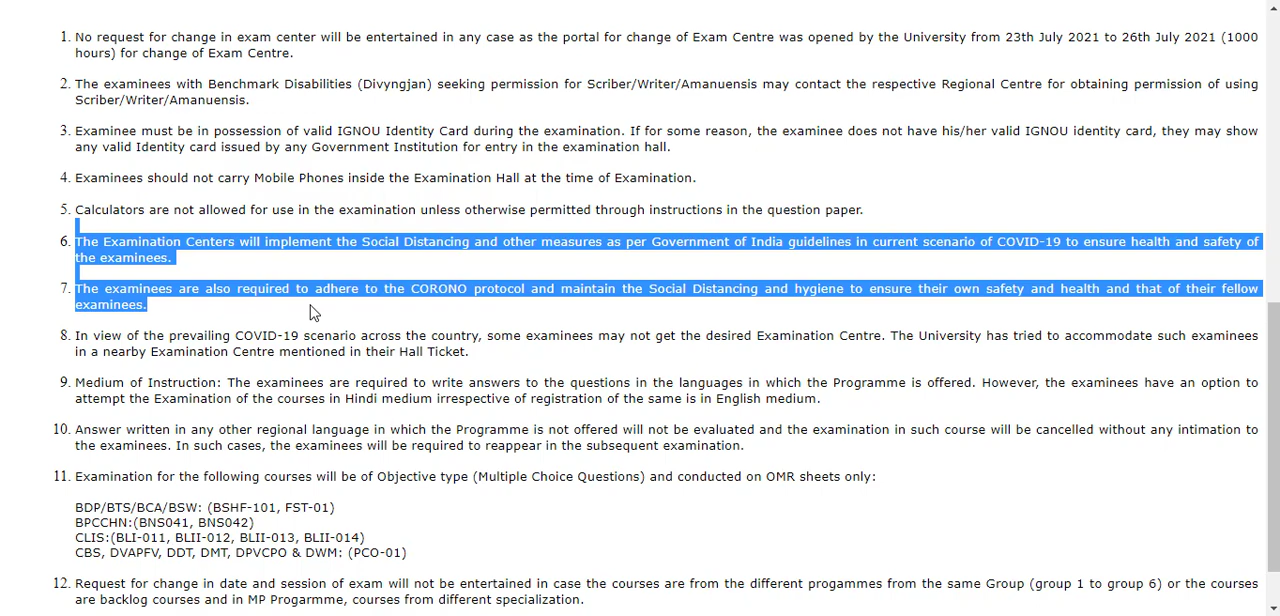 1. No request for change in exam center will be entertained in any case as the portal for change of Exam Centre was opened by the University from 23th July 2021 to 26th July 2021 (1000
hours) for change of Exam Centre.
2. The examinees with Benchmark Disabilities (Divyngjan) seeking permission for Scriber/Writer/Amanuensis may contact the respective Regional Centre for obtaining permission of using
Scriber/Writer/Amanuensis.
3. Examinee must be in possession of valid IGNOU Identity Card during the examination. If for some reason, the examinee does not have his/her valid IGNOU identity card, they may show
any valid Identity card issued by any Government Institution for entry in the examination hall.
4. Examinees should not carry Mobile Phones inside the Examination Hall at the time of Examination.
5. Calculators are not allowed for use in the examination unless otherwise permitted through instructions in the question paper.
6. The Examination Centers will implement the Social Distancing and other measures as per Government of India guidelines in current scenario of COVID-19 to ensure health and safety of
the examinees.
7. The examinees are also required to adhere to the CORONO protocol and maintain the Social Distancing and hygiene to ensure their own safety and health and that of their fellow
examinees.
8. In view of the prevailing COVID-19 scenario across the country, some examinees may not get the desired Examination Centre. The University has tried to accommodate such examinees
in a nearby Examination Centre mentioned in their Hall Ticket.
9. Medium of Instruction: The examinees are required to write answers to the questions in the languages in which the Programme is offered. However, the examinees have an option to
attempt the Examination of the courses in Hindi medium irrespective of registration of the same is in English medium.
10. Answer written in any other regional language in which the Programme is not offered will not be evaluated and the examination in such course will be cancelled without any intimation to
the examinees. In such cases, the examinees will be required to reappear in the subsequent examination.
11. Examination for the following courses will be of Objective type (Multiple Choice Questions) and conducted on OMR sheets only:
BDP/BTS/BCA/BSW: (BSHF-101, FST-01)
BPCCHN:(BNS041, BNS042)
CLIS:(BLI-011, BLII-012, BLII-013, BLII-014)
CBS, DVAPFV, DDT, DMT, DPVCPO & DWM: (PCO-01)
12. Request for change in date and session of exam will not be entertained in case the courses are from the different progammes from the same Group (group 1 to group 6) or the courses
are backlog courses and in MP Progarmme, courses from different specialization.